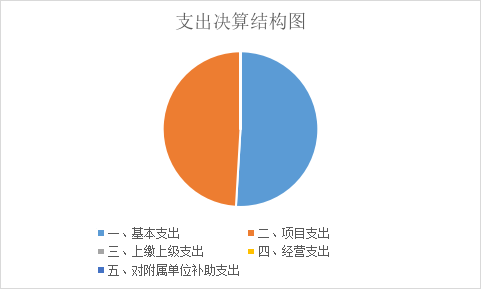 支出决算结构图
一、基本支出 二、项目支出
三、上缴上级支出 四、经营支出
五、对附属单位补助支出